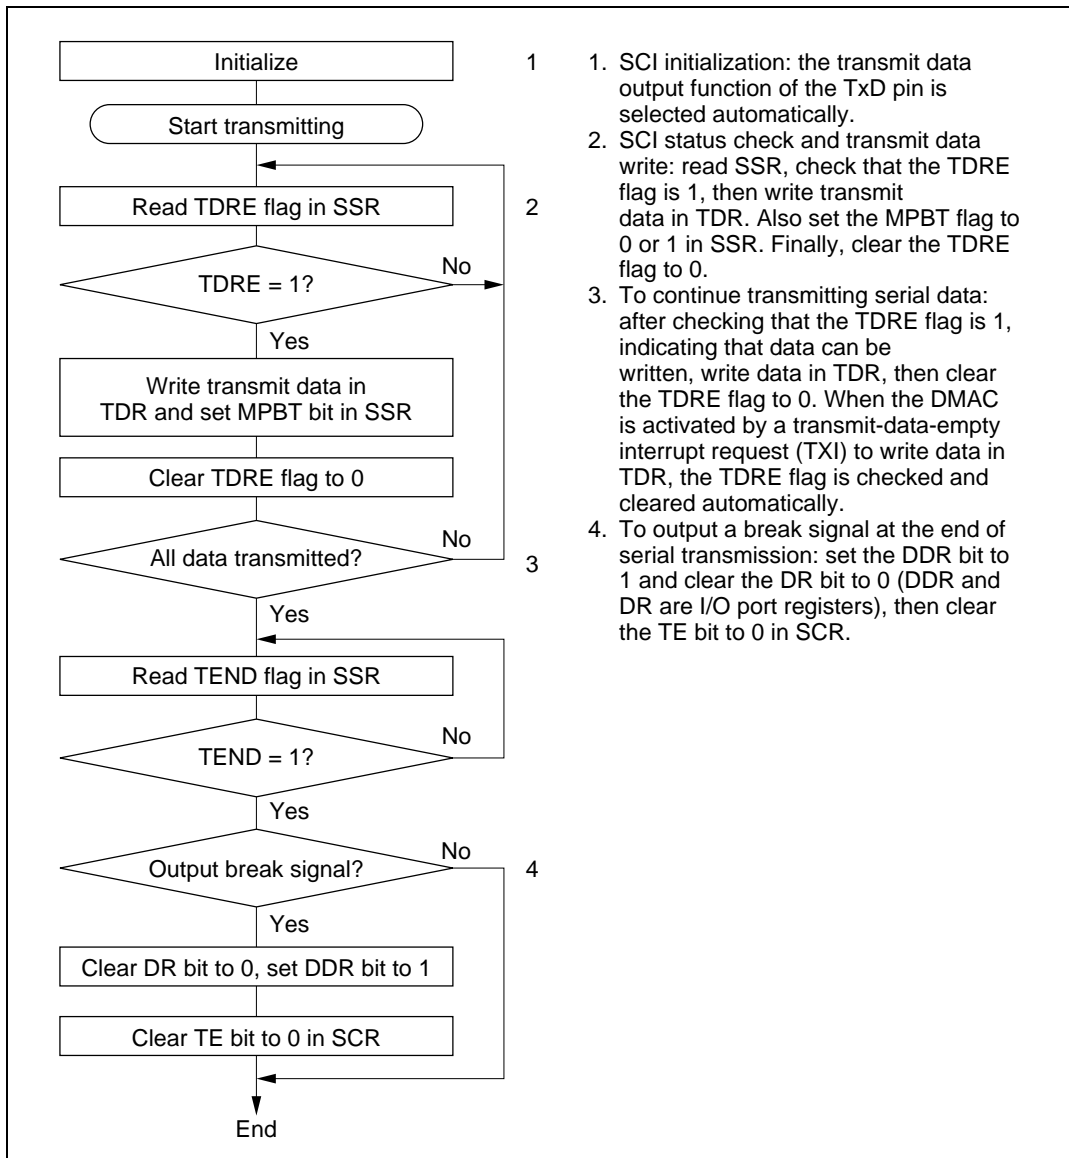 Initialize
1
Start transmitting
Read TDRE flag in SSR
2
TDRE = 1?
No
Yes
Write transmit data in
TDR and set MPBT bit in SSR
Clear TDRE flag to 0
All data transmitted?
No
3
Yes
Read TEND flag in SSR
TEND = 1?
No
Yes
Output break signal?
No
4
Yes
Clear DR bit to 0, set DDR bit to 1
Clear TE bit to 0 in SCR
End
1. SCI initialization: the transmit data
output function of the TxD pin is
selected automatically.
2. SCI status check and transmit data
write: read SSR, check that the TDRE
flag is 1, then write transmit
data in TDR. Also set the MPBT flag to
0 or 1 in SSR. Finally, clear the TDRE
flag to 0.
3. To continue transmitting serial data:
after checking that the TDRE flag is 1,
indicating that data can be
written, write data in TDR, then clear
the TDRE flag to 0. When the DMAC
is activated by a transmit-data-empty
interrupt request (TXI) to write data in
TDR, the TDRE flag is checked and
cleared automatically.
4. To output a break signal at the end of
serial transmission: set the DDR bit to
1 and clear the DR bit to 0 (DDR and
DR are I/O port registers), then clear
the TE bit to 0 in SCR.